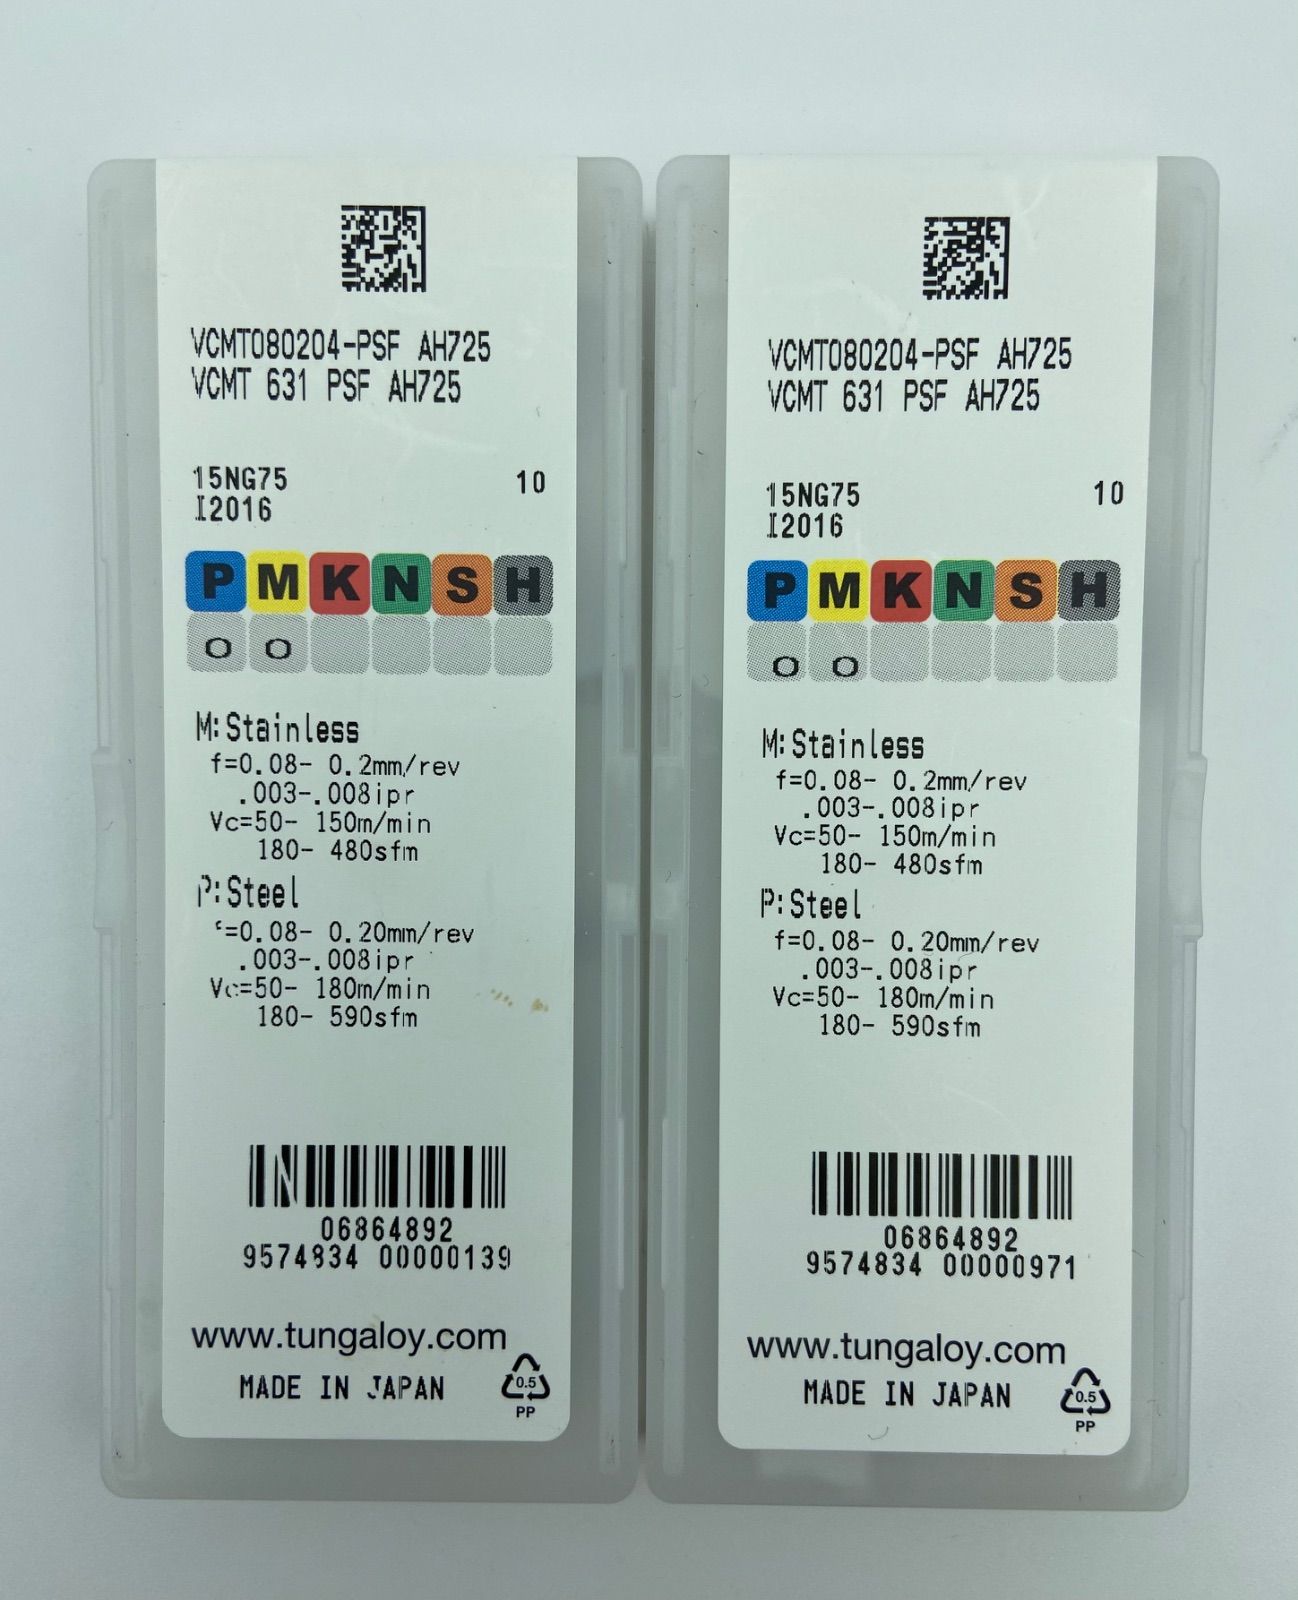 VCMT080204-PSF AH725
VCMT 631 PSF AH725
15NG75 10
I2016
P M K N S H
O O
M:Stainless
f=0.08- 0.2mm/rev
.003-.008ipr
Vc=50- 150m/min
180- 480sfm
P:Steel
f=0.08- 0.20mm/rev
.003-.008ipr
Vc=50- 180m/min
180- 590sfm
06864892
9574834 00000139
www.tungaloy.com
MADE IN JAPAN
0.5
PP
VCMT080204-PSF AH725
VCMT 631 PSF AH725
15NG75 10
I2016
P M K N S H
O O
M:Stainless
f=0.08- 0.2mm/rev
.003-.008ipr
Vc=50- 150m/min
180- 480sfm
P:Steel
f=0.08- 0.20mm/rev
.003-.008ipr
Vc=50- 180m/min
180- 590sfm
06864892
9574834 00000971
www.tungaloy.com
MADE IN JAPAN
0.5
PP